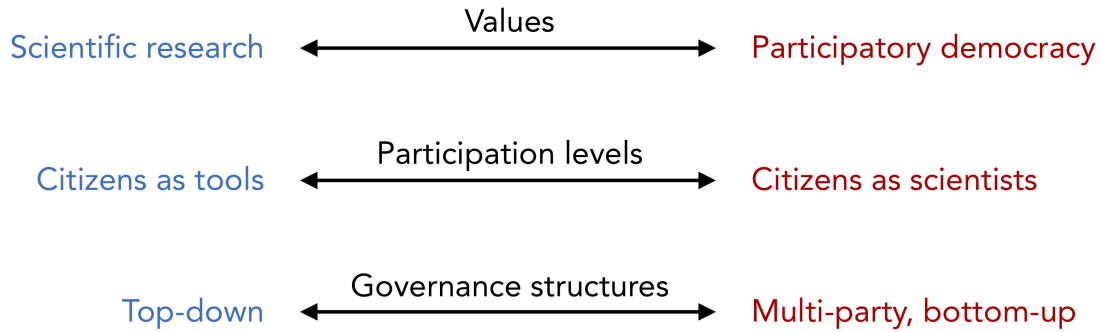 Values
Scientific research
Participatory democracy
Participation levels
Citizens as tools
Citizens as scientists
Governance structures
Top-down
Multi-party, bottom-up